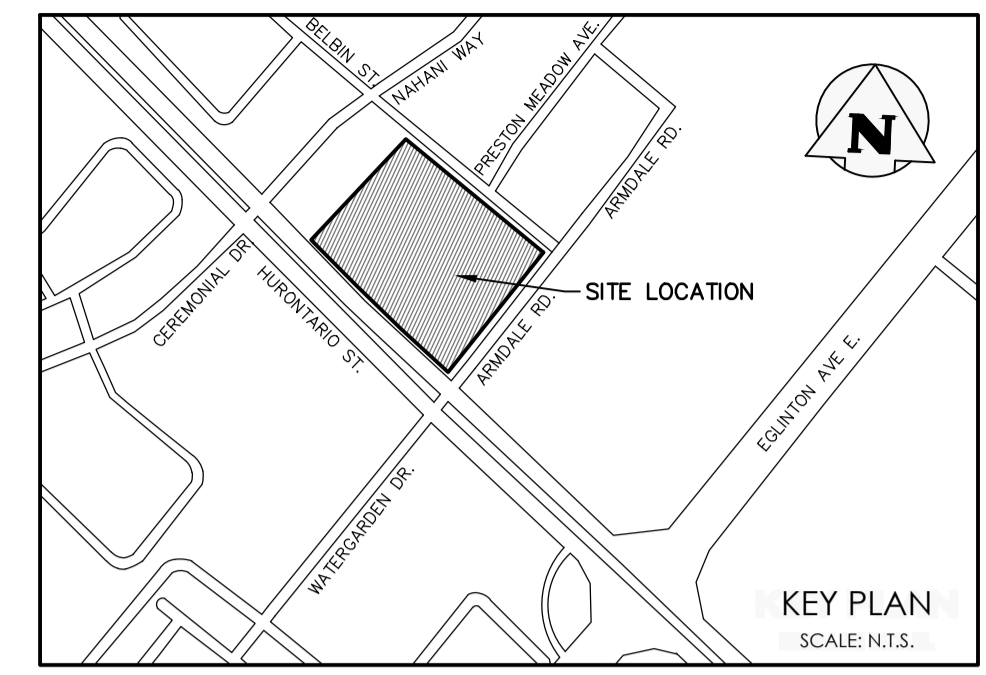 BELBIN ST.
NAHANI WAY
PRESTON MEADOW AVE.
ARMDALE RD.
N
CEREMONIAL DR
HURONTARIO ST.
SITE LOCATION
ARMDALE RD.
EGLINTON AVE E.
WATERGARDEN DR.
KEY PLAN
SCALE: N.T.S.